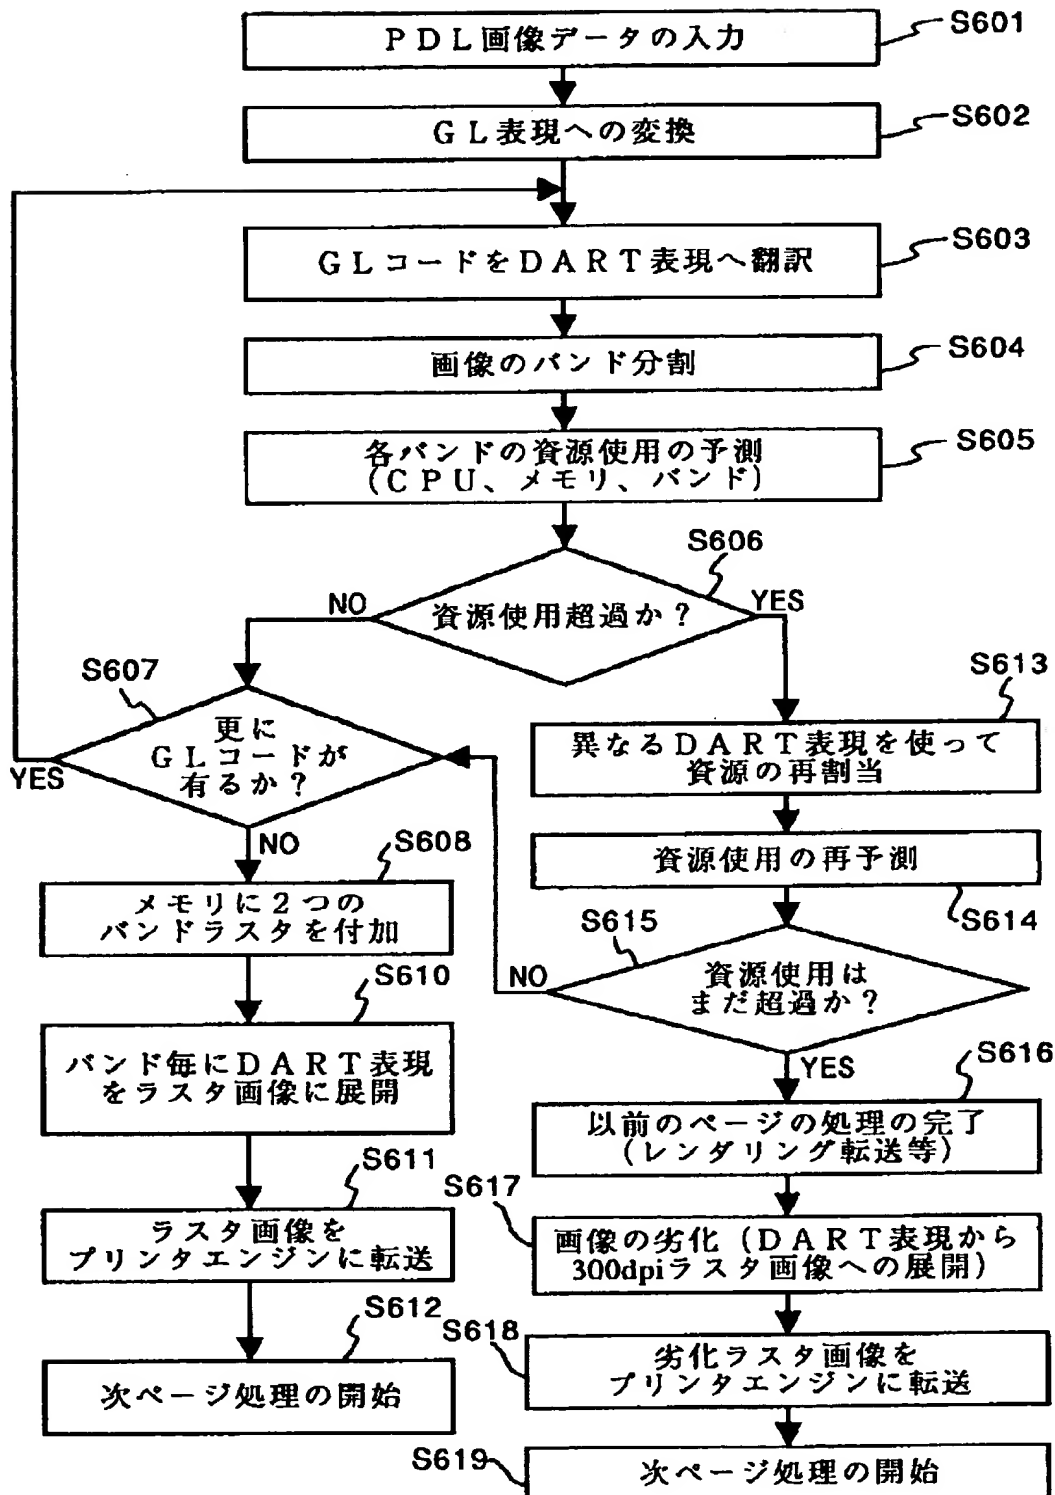 PDL画像データの入力
S601
GL表現への変換
S602
GLコードをDART表現へ翻訳
S603
画像のバンド分割
S604
各バンドの資源使用の予測
(CPU、メモリ、バンド)
S605
S606
資源使用超過か?
NO
YES
S607
更に
GLコードが
有るか?
YES
NO
S608
メモリに2つの
バンドラスタを付加
S610
バンド毎にDART表現
をラスタ画像に展開
S611
ラスタ画像を
プリンタエンジンに転送
S612
次ページ処理の開始
S613
異なるDART表現を使って
資源の再割当
資源使用の再予測
S614
S615
資源使用は
まだ超過か?
NO
YES
S616
以前のページの処理の完了
(レンダリング転送等)
S617
画像の劣化(DART表現から
300dpiラスタ画像への展開)
S618
劣化ラスタ画像を
プリンタエンジンに転送
S619
次ページ処理の開始